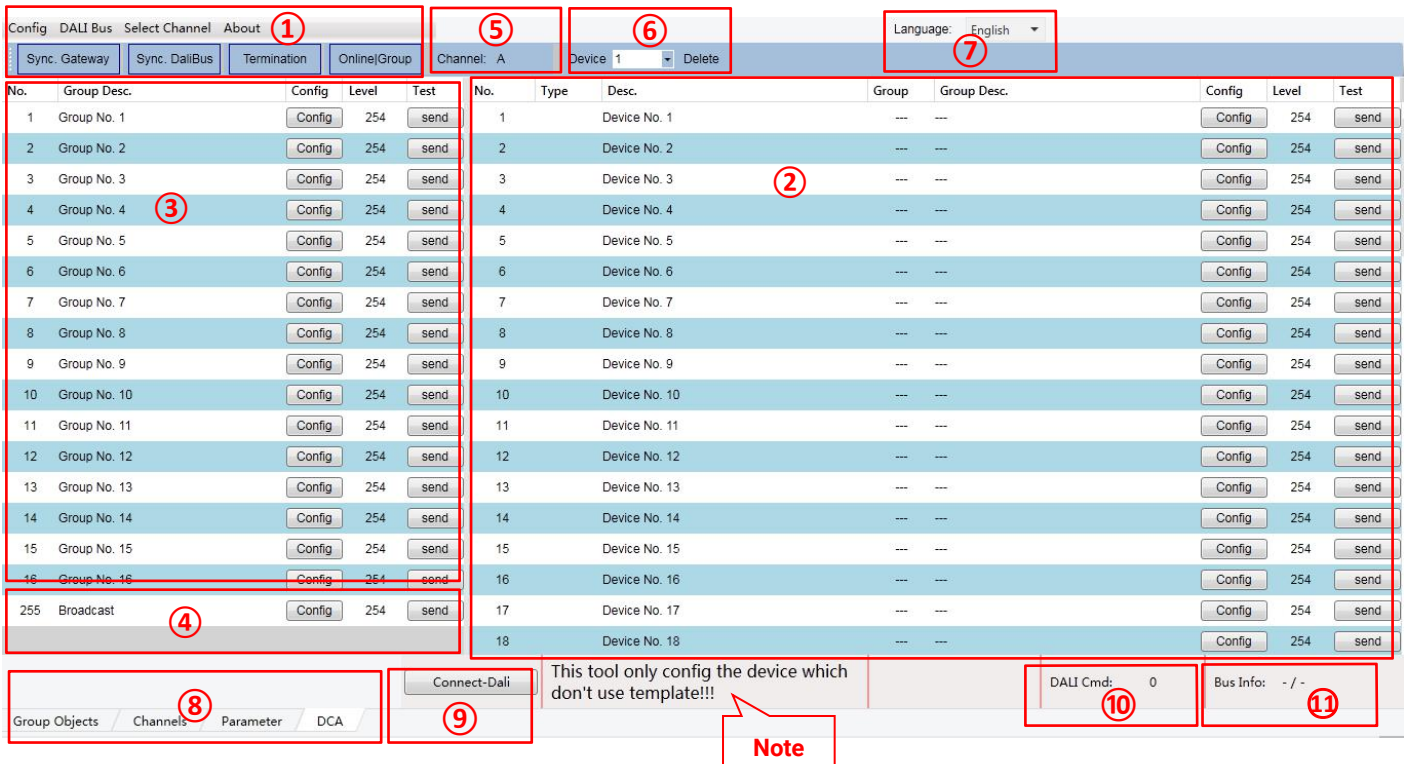 Config DALI Bus Select Channel About ① ⑤ ⑥ Language: English ⑦
Sync. Gateway Sync. DaliBus Termination Online|Group Channel: A Device 1 Delete
No. Group Desc. Config Level Test No. Type Desc. Group Group Desc. Config Level Test
1 Group No. 1 Config 254 send 1 Device No. 1 --- --- Config 254 send
2 Group No. 2 Config 254 send 2 Device No. 2 --- --- Config 254 send
3 Group No. 3 Config 254 send 3 Device No. 3 ② --- --- Config 254 send
4 Group No. 4 ③ Config 254 send 4 Device No. 4 --- --- Config 254 send
5 Group No. 5 Config 254 send 5 Device No. 5 --- --- Config 254 send
6 Group No. 6 Config 254 send 6 Device No. 6 --- --- Config 254 send
7 Group No. 7 Config 254 send 7 Device No. 7 --- --- Config 254 send
8 Group No. 8 Config 254 send 8 Device No. 8 --- --- Config 254 send
9 Group No. 9 Config 254 send 9 Device No. 9 --- --- Config 254 send
10 Group No. 10 Config 254 send 10 Device No. 10 --- --- Config 254 send
11 Group No. 11 Config 254 send 11 Device No. 11 --- --- Config 254 send
12 Group No. 12 Config 254 send 12 Device No. 12 --- --- Config 254 send
13 Group No. 13 Config 254 send 13 Device No. 13 --- --- Config 254 send
14 Group No. 14 Config 254 send 14 Device No. 14 --- --- Config 254 send
15 Group No. 15 Config 254 send 15 Device No. 15 --- --- Config 254 send
16 Group No. 16 Config 254 send 16 Device No. 16 --- --- Config 254 send
255 Broadcast ④ Config 254 send 17 Device No. 17 --- --- Config 254 send
18 Device No. 18 --- --- Config 254 send
Connect-Dali This tool only config the device which
don't use template!!! DALI Cmd: 0 Bus Info: - / -
⑧ ⑨ ⑩ ⑪
Group Objects Channels Parameter DCA
Note